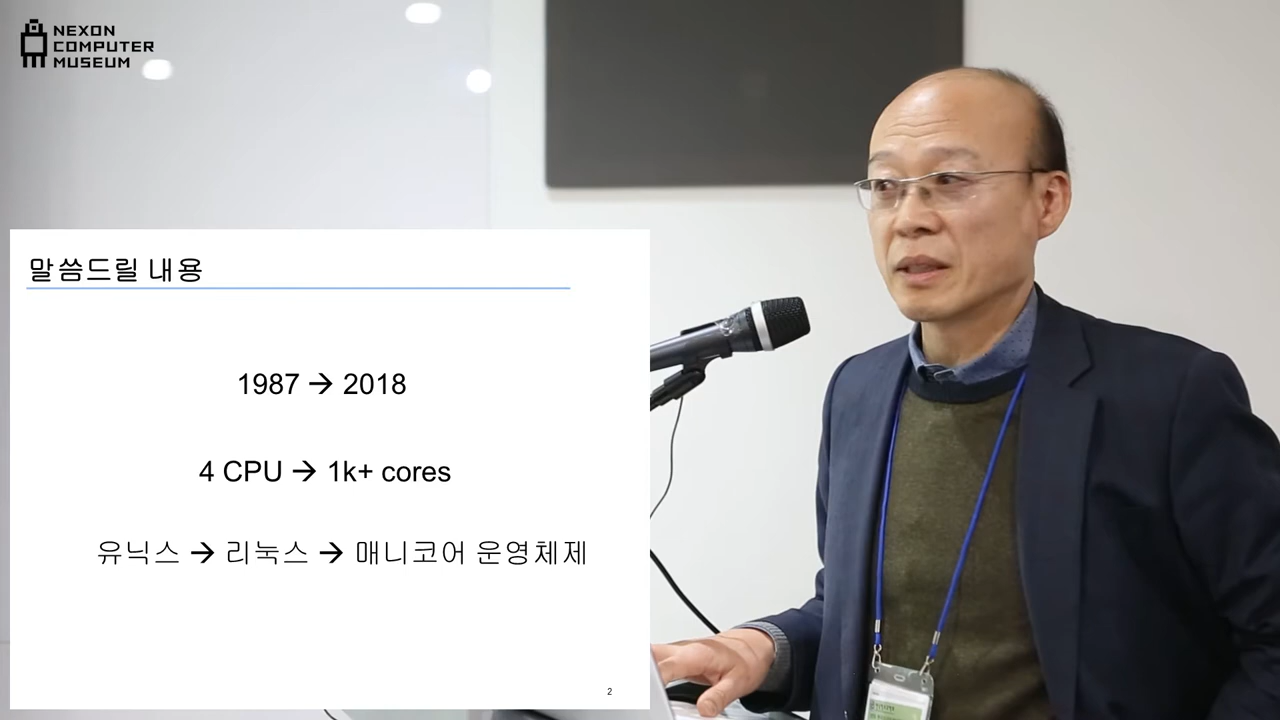 NEXON
COMPUTER
MUSEUM
말씀드릴 내용
1987 → 2018
4 CPU → 1k+ cores
유닉스 → 리눅스 → 매니코어 운영체제
2